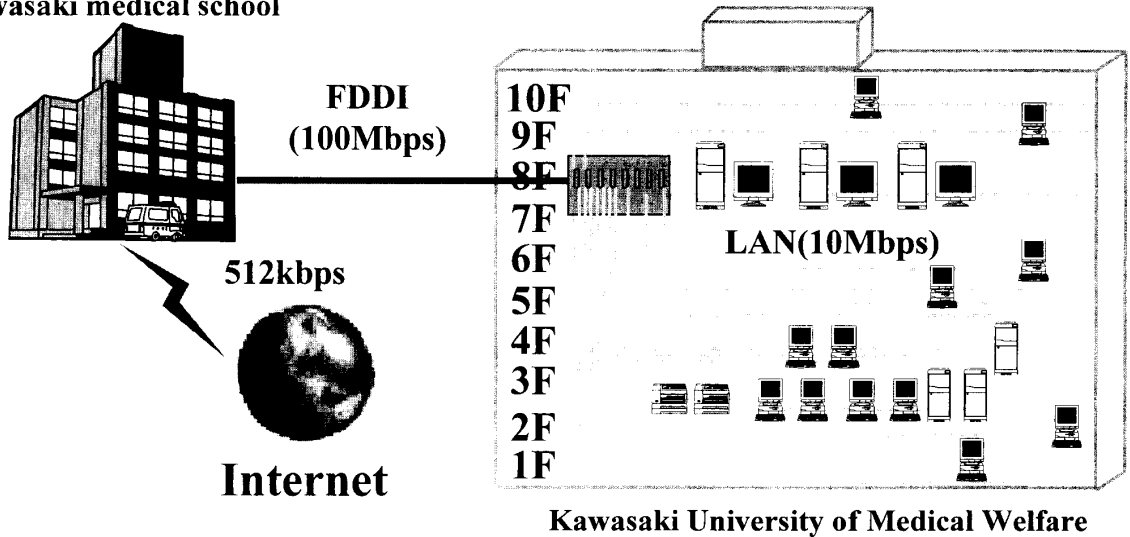 wasaki medical school
FDDI
(100Mbps)
10F
9F
8F
7F
6F
5F
4F
3F
2F
1F
LAN(10Mbps)
512kbps
Internet
Kawasaki University of Medical Welfare